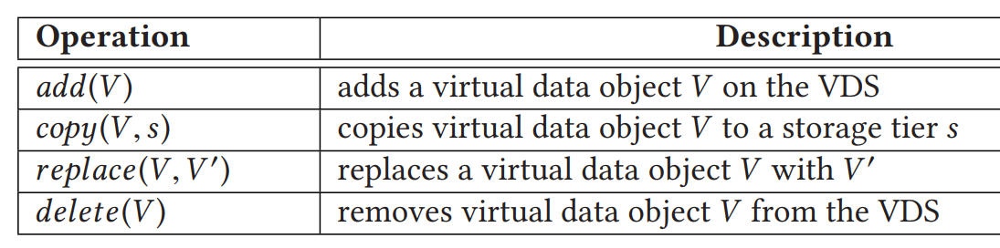 Operation Description
add(V) adds a virtual data object V on the VDS
copy(V, s) copies virtual data object V to a storage tier s
replace(V, V′) replaces a virtual data object V with V′
delete(V) removes virtual data object V from the VDS